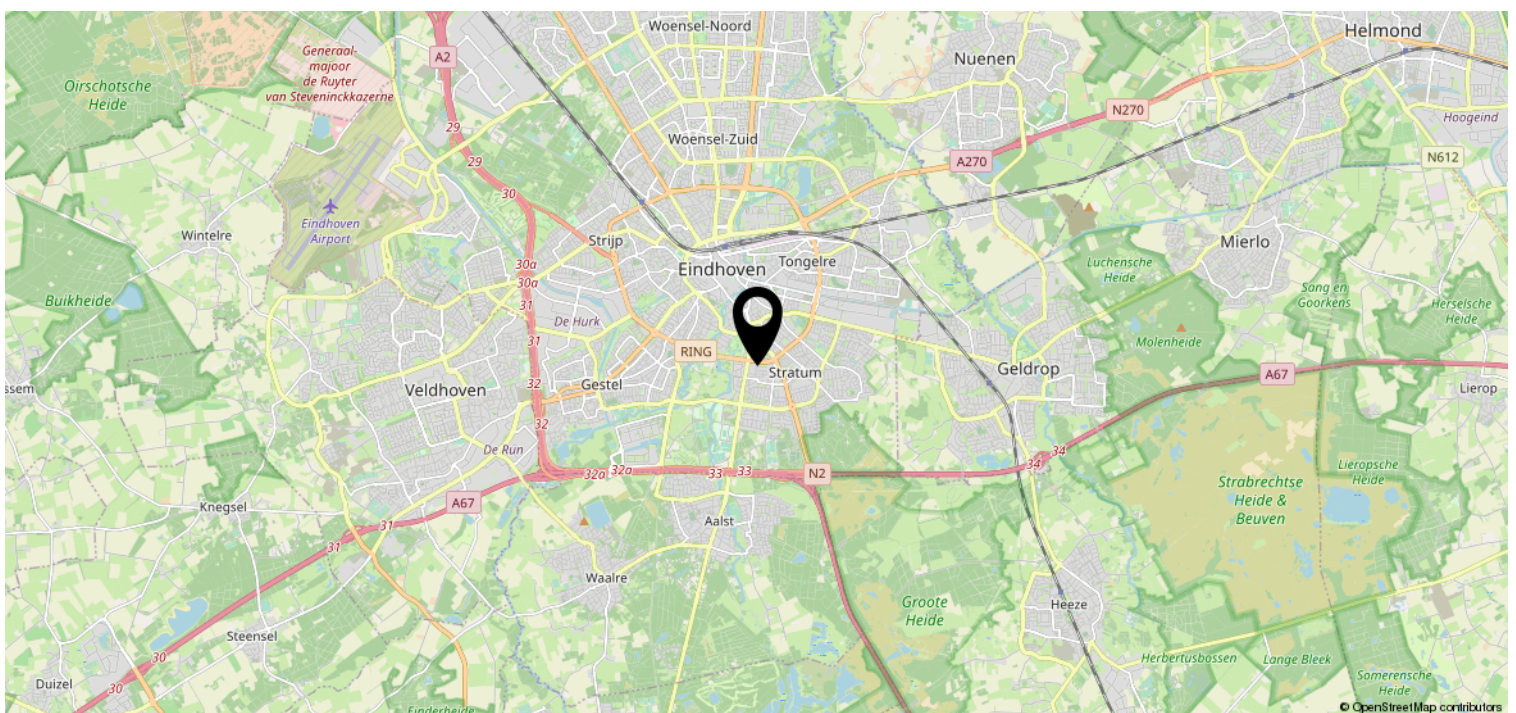 Woensel-Noord
Helmond
A2
Generaal-
majoor
de Ruyter
van Steveninckkazerne
Nuenen
Oirschotsche
Heide
N270
Hoogeind
29
Woensel-Zuid
29
A270
N612
30
Eindhoven
Airport
Wintelre
Strijp
Mierlo
Tongelre
Eindhoven
30a
30a
Luchensche
Heide
Buikheide
31
Sang en
Goorkens
Herselsche
Heide
De Hurk
31
Molenheide
RING
Stratum
Geldrop
A67
32
Gestel
Veldhoven
ssem
Lierop
32
De Run
34
34
32a
32a
33
33
N2
Lieropsche
Heide
Strabrechtse
Heide &
Beuven
A67
Knegsel
31
31
Aalst
Waalre
Groote
Heide
Heeze
Steensel
30
30
Duizel
Herbertusbossen
Lange Bleek
Somerensche
Heide
Einderheide
© OpenStreetMap contributors